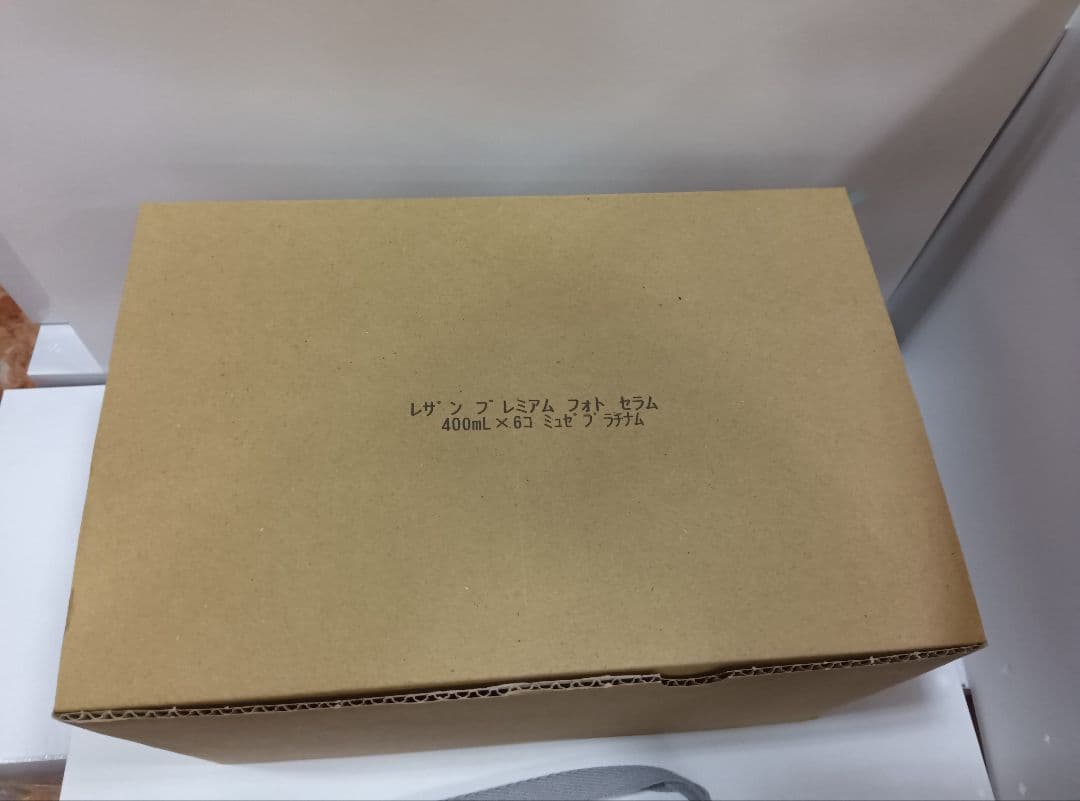 ﾚｻﾞﾝ ﾌﾟﾚﾐｱﾑ ﾌｫﾄ ｾﾗﾑ
400mL×6ｺ ﾐｭｾﾞﾌﾟﾗﾁﾅﾑ